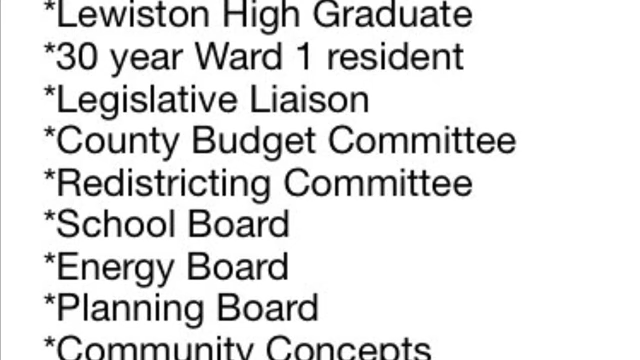 *Lewiston High Graduate
*30 year Ward 1 resident
*Legislative Liaison
*County Budget Committee
*Redistricting Committee
*School Board
*Energy Board
*Planning Board
*Community Concepts